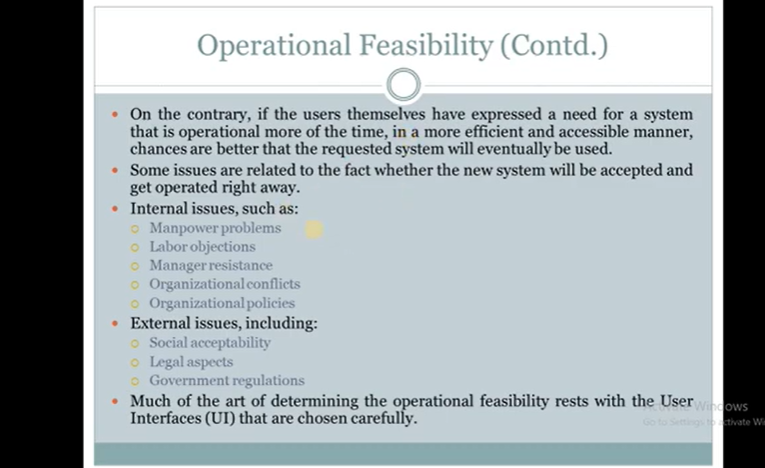 Operational Feasibility (Contd.)
On the contrary, if the users themselves have expressed a need for a system
that is operational more of the time, in a more efficient and accessible manner,
chances are better that the requested system will eventually be used.
Some issues are related to the fact whether the new system will be accepted and
get operated right away.
Internal issues, such as:
Manpower problems
Labor objections
Manager resistance
Organizational conflicts
Organizational policies
External issues, including:
Social acceptability
Legal aspects
Government regulations
Much of the art of determining the operational feasibility rests with the User
Interfaces (UI) that are chosen carefully.
Activate Windows
Go to Settings to activate Wi